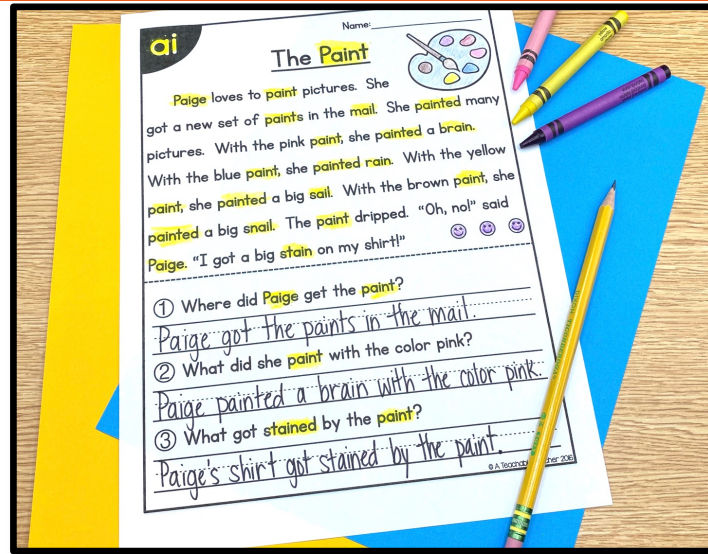 ai
Name:
The Paint
Paige loves to paint pictures. She
got a new set of paints in the mail. She painted many
pictures. With the pink paint, she painted a brain.
With the blue paint, she painted rain. With the yellow
paint, she painted a big sail. With the brown paint, she
painted a big snail. The paint dripped. “Oh, no!” said
Paige. “I got a big stain on my shirt!”
① Where did Paige get the paint?
Paige got the paints in the mail.
② What did she paint with the color pink?
Paige painted a brain with the color pink.
③ What got stained by the paint?
Paige's shirt got stained by the paint.
© A 2016